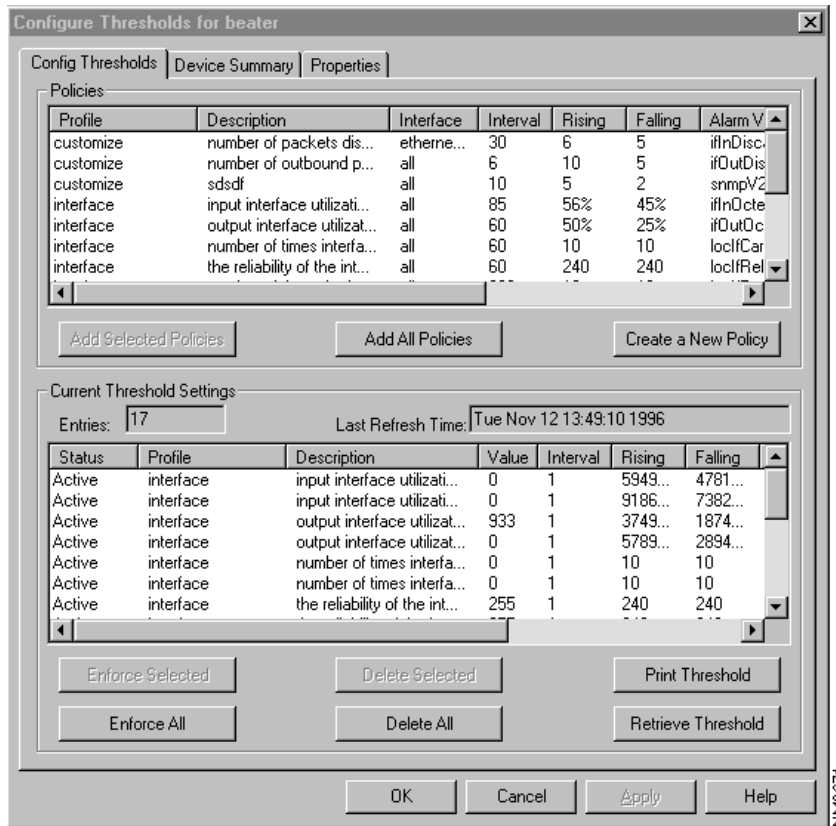 Configure Thresholds for beater
Config Thresholds Device Summary Properties
Policies
Profile Description Interface Interval Rising Falling Alarm V
customize number of packets dis... etherne... 30 6 5 ifInDisc
customize number of outbound p... all 6 10 5 ifOutDis
customize sdsdf all 10 5 2 snmpV2
interface input interface utilizati... all 85 56% 45% ifInOcte
interface output interface utilizat... all 60 50% 25% ifOutOc
interface number of times interfa... all 60 10 10 locIfCar
interface the reliability of the int... all 60 240 240 locIfRel
Add Selected Policies Add All Policies Create a New Policy
Current Threshold Settings
Entries: 17 Last Refresh Time: Tue Nov 12 13:49:10 1996
Status Profile Description Value Interval Rising Falling
Active interface input interface utilizati... 0 1 5949... 4781...
Active interface input interface utilizati... 0 1 9186... 7382...
Active interface output interface utilizat... 933 1 3749... 1874...
Active interface output interface utilizat... 0 1 5789... 2894...
Active interface number of times interfa... 0 1 10 10
Active interface number of times interfa... 0 1 10 10
Active interface the reliability of the int... 255 1 240 240
Enforce Selected Delete Selected Print Threshold
Enforce All Delete All Retrieve Threshold
OK Cancel Apply Help